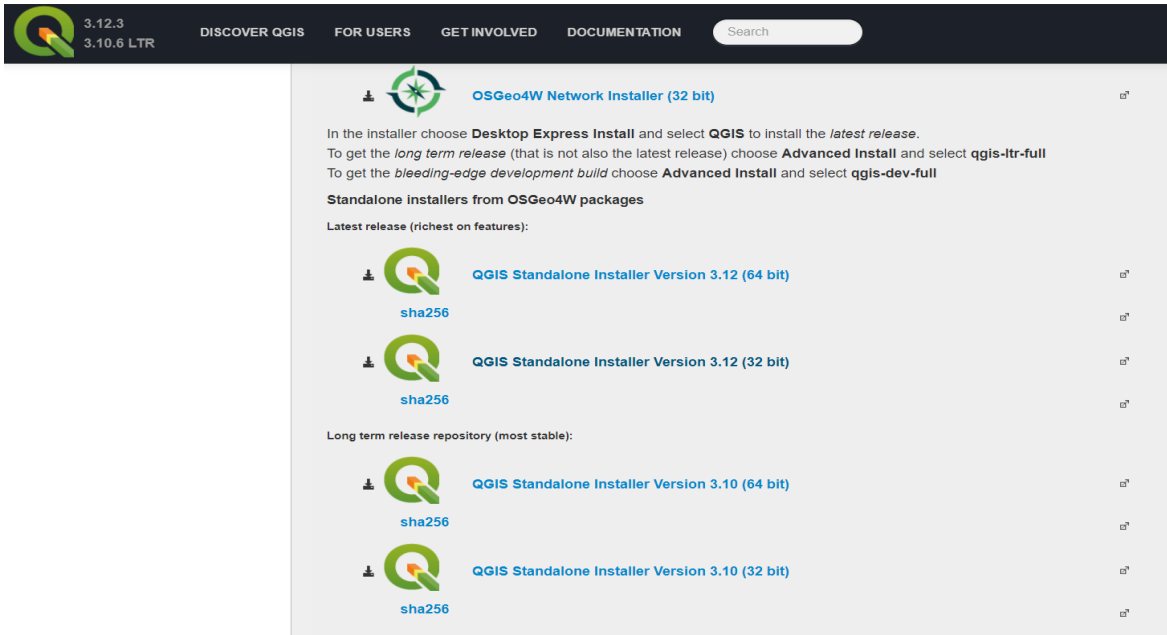 3.12.3
3.10.6 LTR
DISCOVER QGIS FOR USERS GET INVOLVED DOCUMENTATION Search
OSGeo4W Network Installer (32 bit)
In the installer choose Desktop Express Install and select QGIS to install the latest release.
To get the long term release (that is not also the latest release) choose Advanced Install and select qgis-ltr-full
To get the bleeding-edge development build choose Advanced Install and select qgis-dev-full
Standalone installers from OSGeo4W packages
Latest release (richest on features):
QGIS Standalone Installer Version 3.12 (64 bit)
sha256
QGIS Standalone Installer Version 3.12 (32 bit)
sha256
Long term release repository (most stable):
QGIS Standalone Installer Version 3.10 (64 bit)
sha256
QGIS Standalone Installer Version 3.10 (32 bit)
sha256